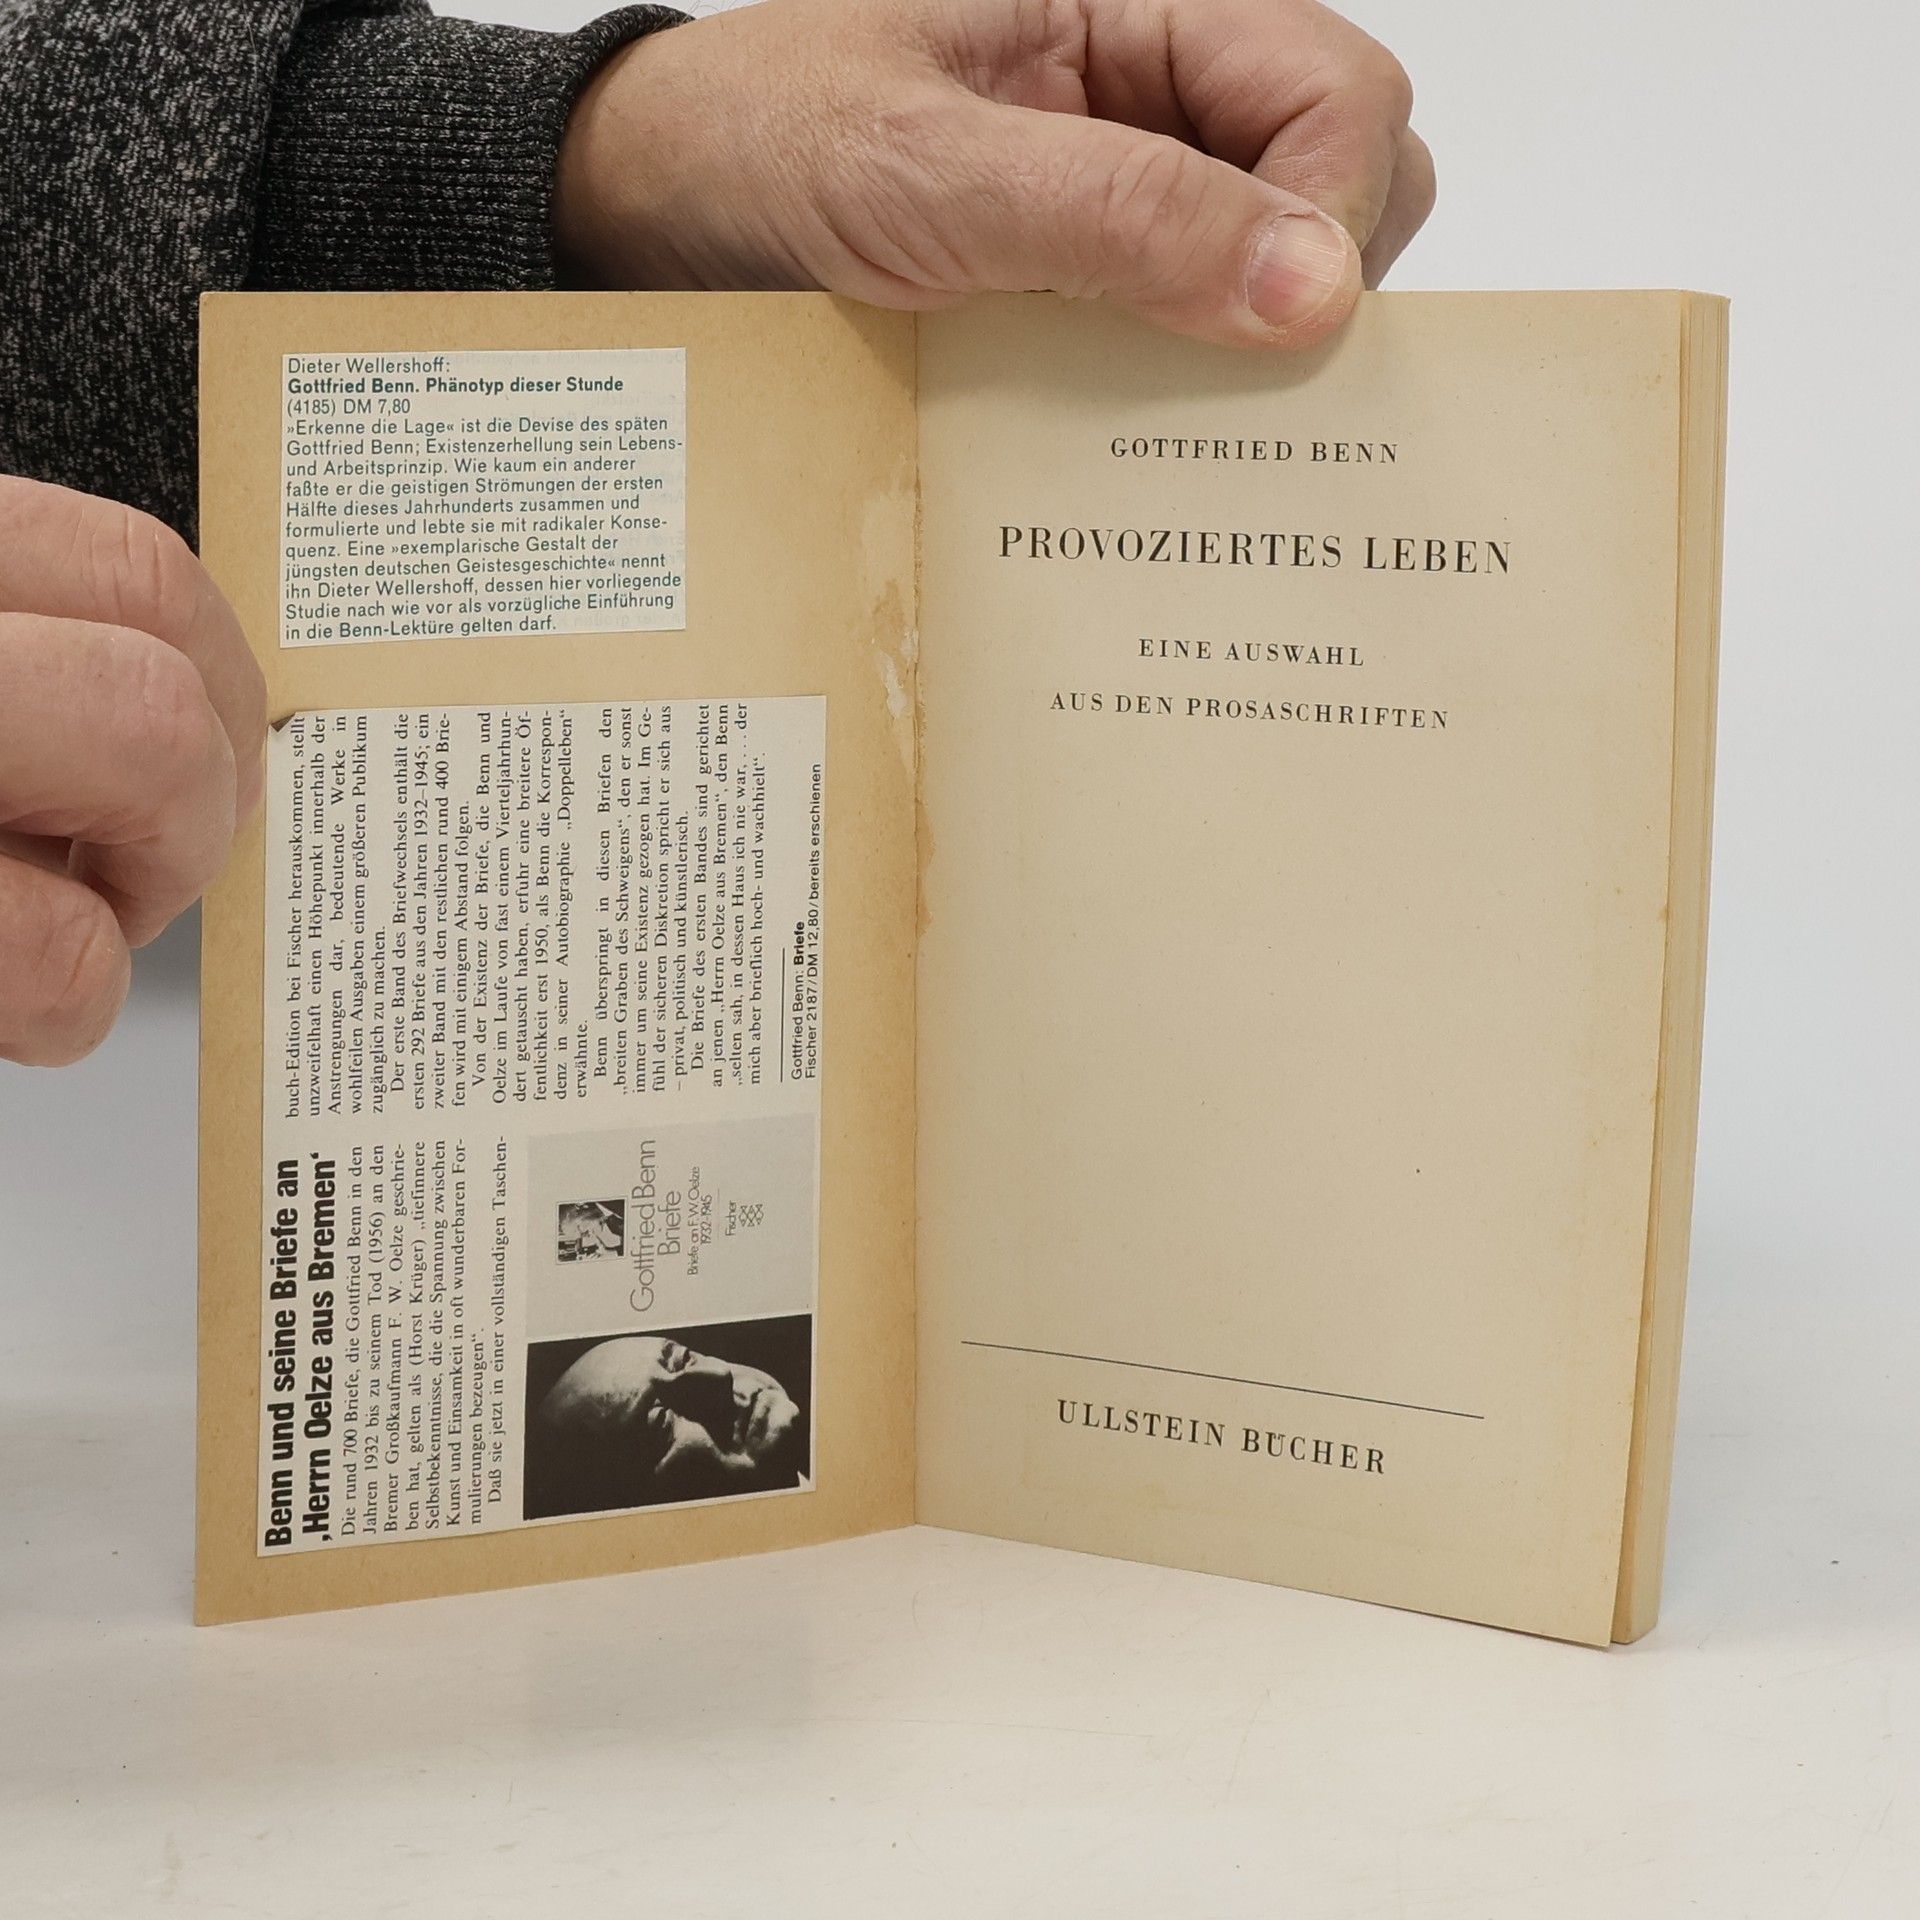 Dieter Wellershoff:
Gottfried Benn. Phänotyp dieser Stunde
(4185) DM 7,80
»Erkenne die Lage« ist die Devise des späten
Gottfried Benn; Existenzerhellung sein Lebens-
und Arbeitsprinzip. Wie kaum ein anderer
faßte er die geistigen Strömungen der ersten
Hälfte dieses Jahrhunderts zusammen und
formulierte und lebte sie mit radikaler Konse-
quenz. Eine »exemplarische Gestalt der
jüngsten deutschen Geistesgeschichte« nennt
ihn Dieter Wellershoff, dessen hier vorliegende
Studie nach wie vor als vorzügliche Einführung
in die Benn-Lektüre gelten darf.
Benn und seine Briefe an
‚Herrn Oelze aus Bremen‘
Die rund 700 Briefe, die Gottfried Benn in den
Jahren 1932 bis zu seinem Tod (1956) an den
Bremer Großkaufmann F. W. Oelze geschrie-
ben hat, gelten als (Horst Krüger) „tiefinnere
Selbstbekenntnisse, die die Spannung zwischen
Kunst und Einsamkeit in oft wunderbaren For-
mulierungen bezeugen“.
Daß sie jetzt in einer vollständigen Taschen-
buch-Edition bei Fischer herauskommen, stellt
unzweifelhaft einen Höhepunkt innerhalb der
Anstrengungen dar, bedeutende Werke in
wohlfeilen Ausgaben einem größeren Publikum
zugänglich zu machen.
Der erste Band des Briefwechsels enthält die
ersten 292 Briefe aus den Jahren 1932–1945; ein
zweiter Band mit den restlichen rund 400 Brie-
fen wird mit einigem Abstand folgen.
Von der Existenz der Briefe, die Benn und
Oelze im Laufe von fast einem Vierteljahrhun-
dert getauscht haben, erfuhr eine breitere Öf-
fentlichkeit erst 1950, als Benn die Korrespon-
denz in seiner Autobiographie „Doppelleben“
erwähnte.
Benn überspringt in diesen Briefen den
„breiten Graben des Schweigens“, den er sonst
immer um seine Existenz gezogen hat. Im Ge-
fühl der sicheren Diskretion spricht er sich aus
– privat, politisch und künstlerisch.
Die Briefe des ersten Bandes sind gerichtet
an jenen „Herrn Oelze aus Bremen“, den Benn
„selten sah, in dessen Haus ich nie war, . . . der
mich aber brieflich hoch- und wachhielt“.
Gottfried Benn: Briefe
Fischer 2187/DM 12,80/bereits erschienen
Gottfried Benn
Briefe
Briefe an F. W. Oelze
1932-1945
Fischer
GOTTFRIED BENN
PROVOZIERTES LEBEN
EINE AUSWAHL
AUS DEN PROSASCHRIFTEN
ULLSTEIN BÜCHER